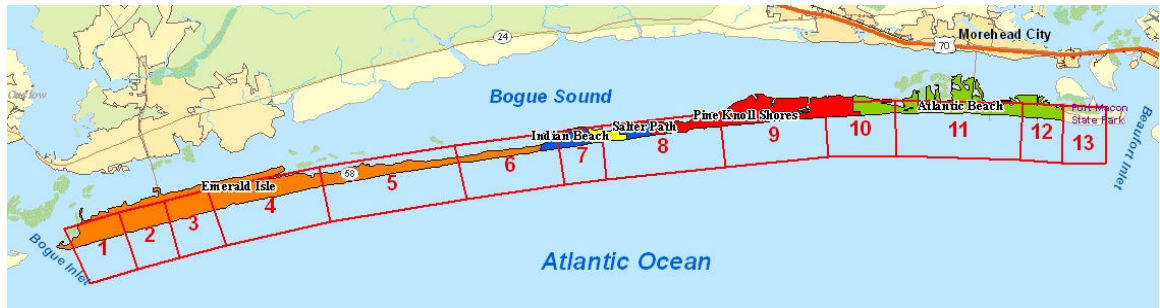 Morehead City
24
70
Onslow
Bogue Sound
Atlantic Beach
Fort Macon
State Park
Pine Knoll Shores
Salter Path
Indian Beach
Beaufort Inlet
58
Emerald Isle
Bogue Inlet
1
2
3
4
5
6
7
8
9
10
11
12
13
Atlantic Ocean